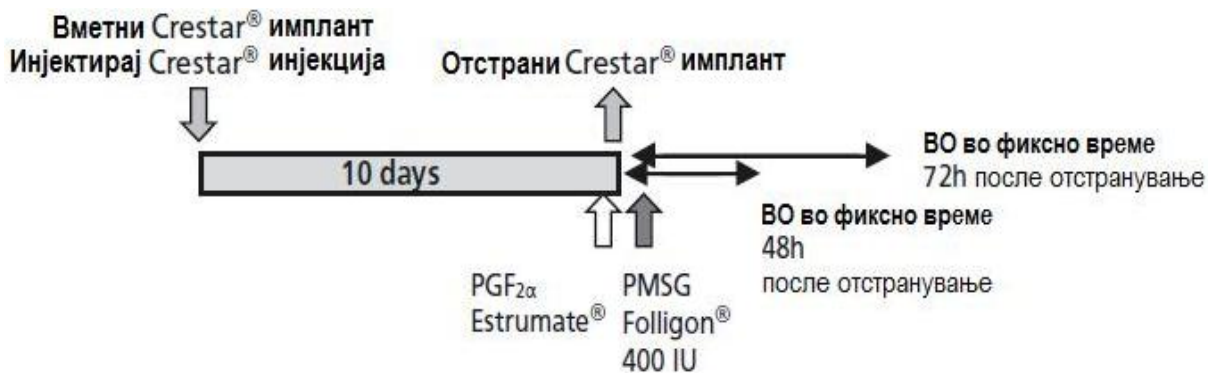 Вметни Crestar® имплант
Инјектирај Crestar® инјекција
Отстрани Crestar® имплант
10 days
ВО во фиксно време
72h после отстранување
ВО во фиксно време
48h
после отстранување
PGF2α
Estrumate®
PMSG
Folligon®
400 IU